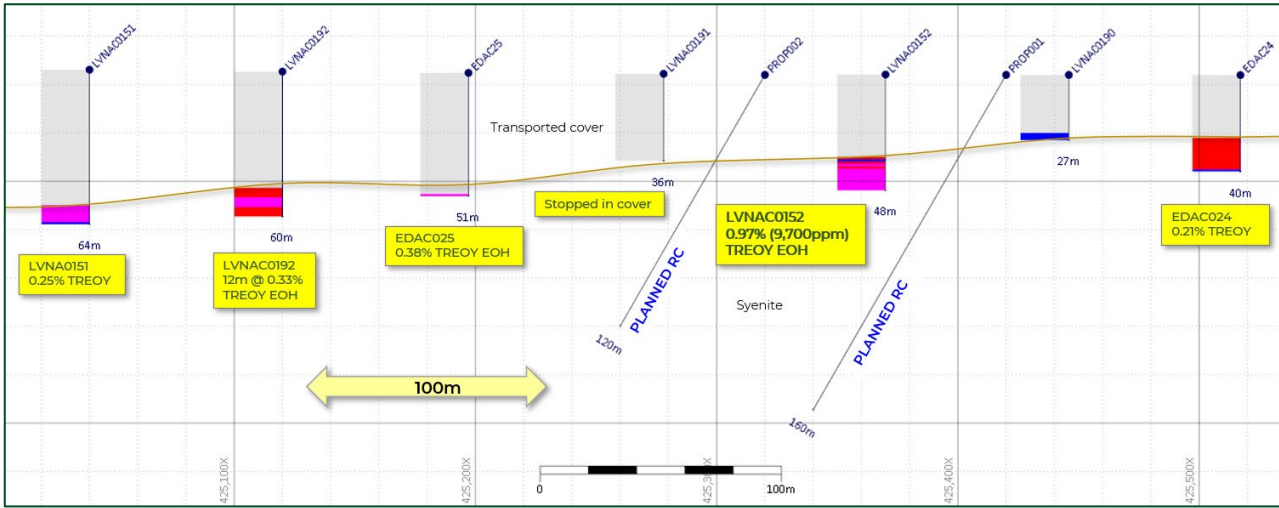 LVNAC0151
LVNAC0192
EDAC25
LVNAC0191
PROP002
LVNAC0152
PROP001
LVNAC0190
EDAC24
Transported cover
64m
60m
51m
36m
48m
27m
40m
LVNA0151
0.25% TREOY
LVNAC0192
12m @ 0.33%
TREOY EOH
EDAC025
0.38% TREOY EOH
Stopped in cover
LVNAC0152
0.97% (9,700ppm)
TREOY EOH
EDAC024
0.21% TREOY
PLANNED RC
PLANNED RC
Syenite
120m
160m
100m
0
100m
425,100X
425,200X
425,300X
425,400X
425,500X